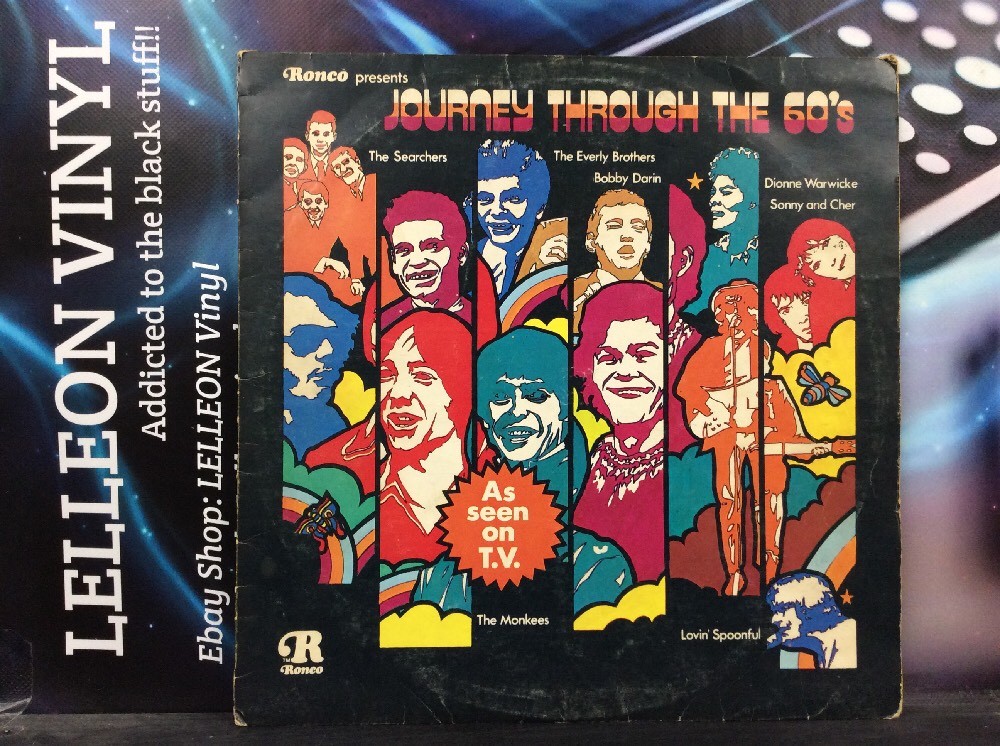 LELLEON VINYL
Addicted to the black stuff!!
Ebay Shop: LELLEON Vinyl
Ronco presents
JOURNEY THROUGH THE 60's
The Searchers
The Everly Brothers
Bobby Darin
Dionne Warwicke
Sonny and Cher
As
seen
on
T.V.
The Monkees
Lovin' Spoonful
R
TM
Ronco